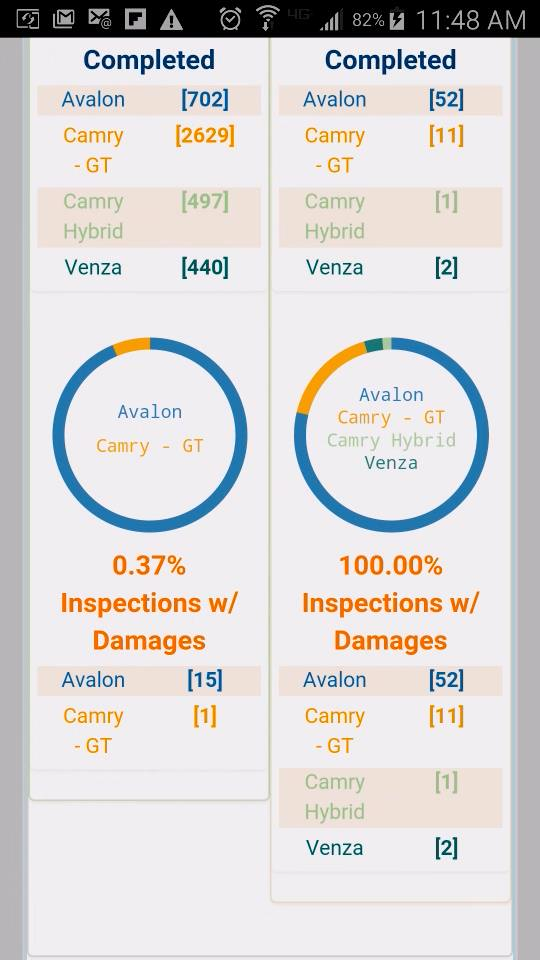 4G 82% 11:48 AM
Completed
Avalon [702]
Camry [2629]
- GT
Camry [497]
Hybrid
Venza [440]
Avalon
Camry - GT
0.37%
Inspections w/
Damages
Avalon [15]
Camry [1]
- GT
Completed
Avalon [52]
Camry [11]
- GT
Camry [1]
Hybrid
Venza [2]
Avalon
Camry - GT
Camry Hybrid
Venza
100.00%
Inspections w/
Damages
Avalon [52]
Camry [11]
- GT
Camry [1]
Hybrid
Venza [2]